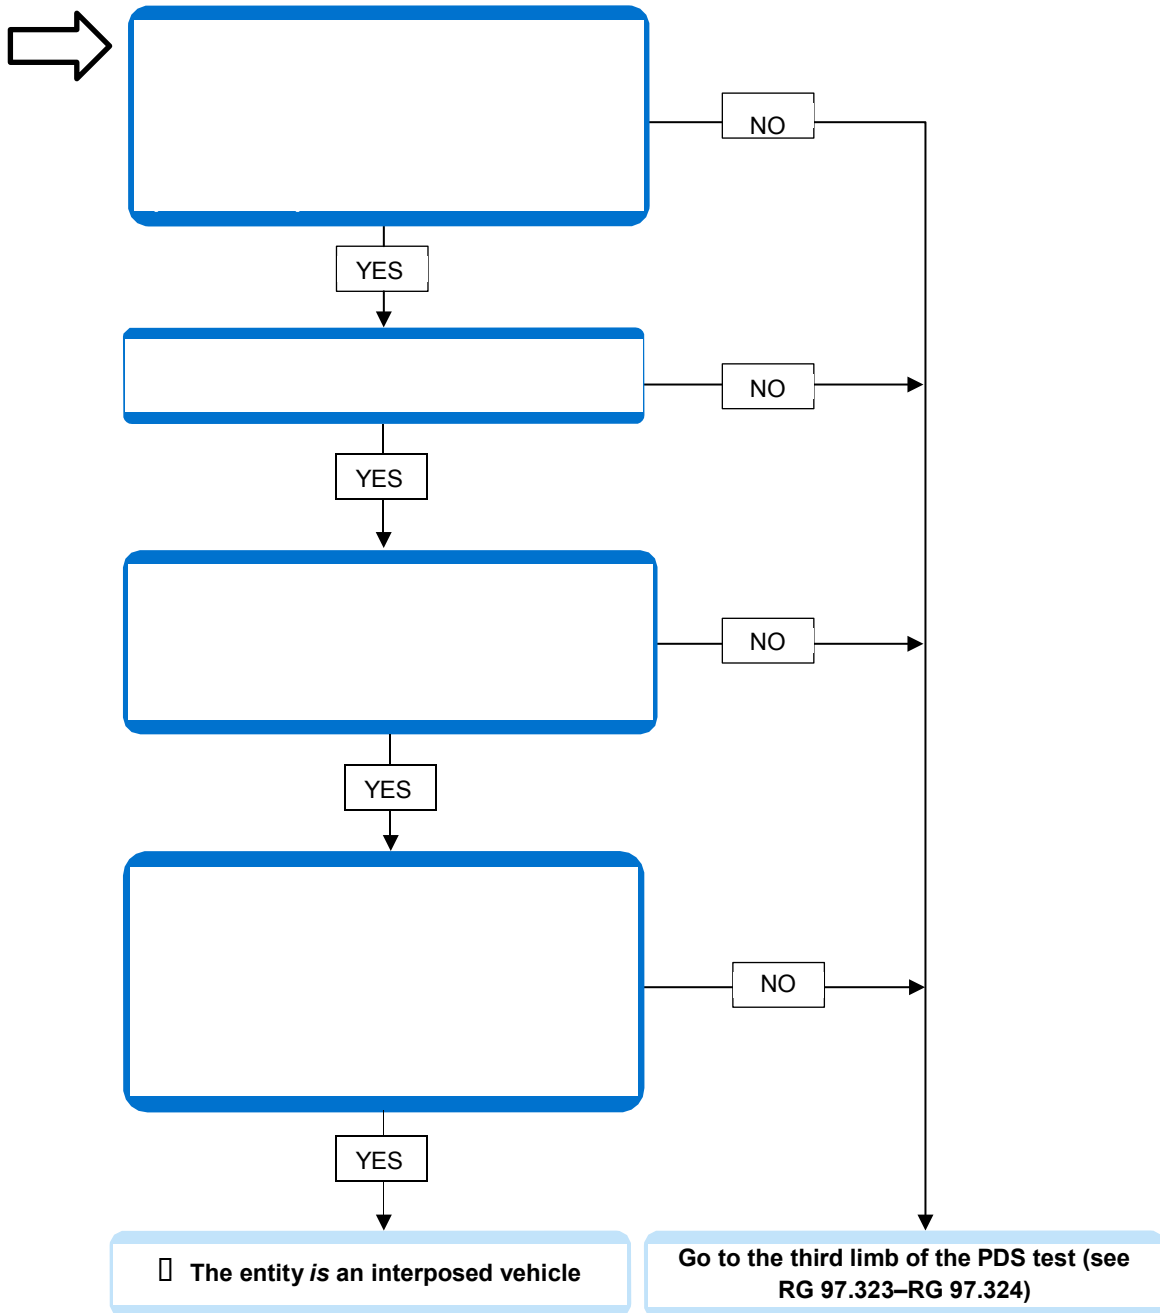 NO
YES
NO
YES
NO
YES
NO
YES
The entity is an interposed vehicle
Go to the third limb of the PDS test (see
RG 97.323–RG 97.324)